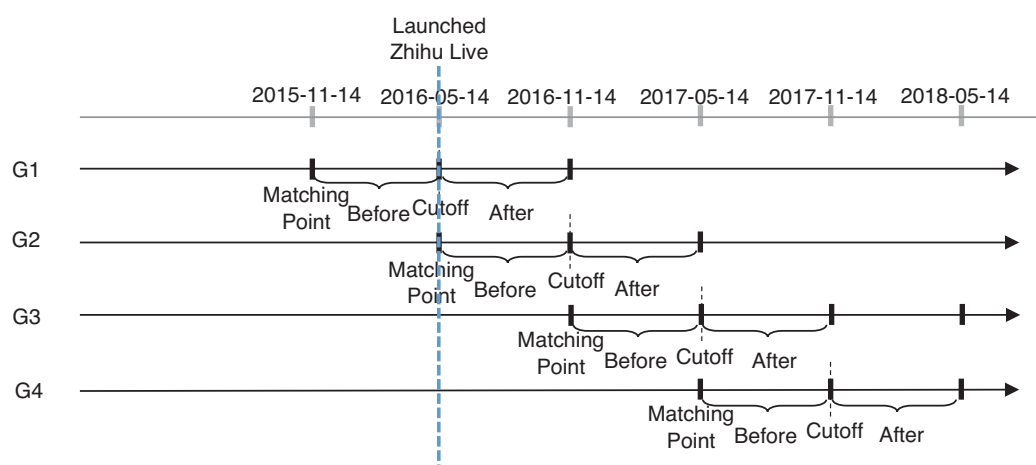 Launched
Zhihu Live
2015-11-14 2016-05-14 2016-11-14 2017-05-14 2017-11-14 2018-05-14
G1
Matching
Point Before Cutoff After
G2
Matching
Point Before Cutoff After
G3
Matching
Point Before Cutoff After
G4
Matching
Point Before Cutoff After